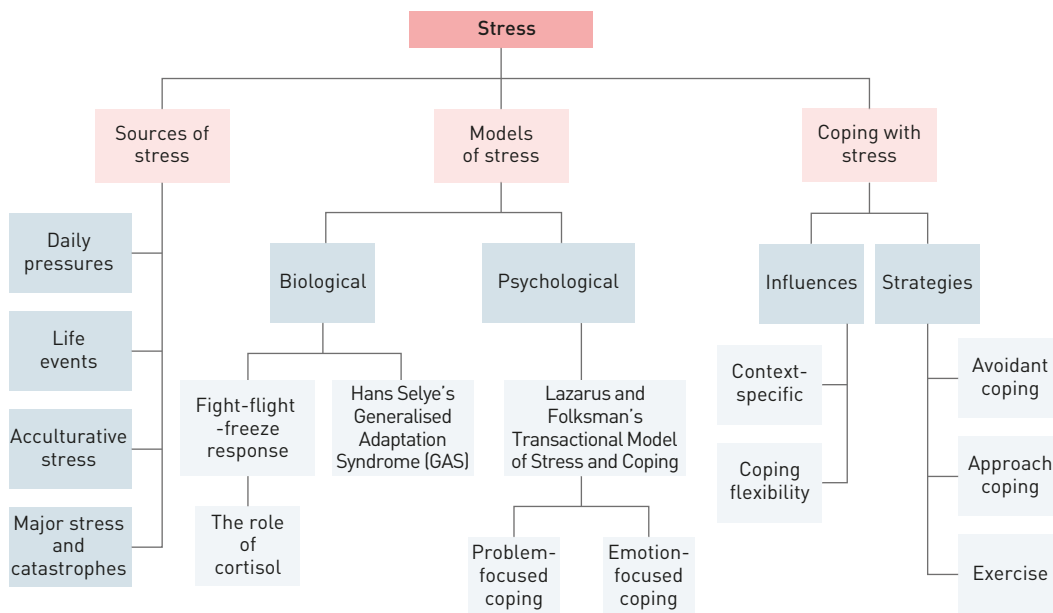 Stress
Sources of
stress
Daily
pressures
Life
events
Acculturative
stress
Major stress
and
catastrophes
Models
of stress
Biological
Fight-flight
-freeze
response
The role
of
cortisol
Hans Selye’s
Generalised
Adaptation
Syndrome (GAS)
Psychological
Lazarus and
Folksman’s
Transactional Model
of Stress and Coping
Problem-
focused
coping
Emotion-
focused
coping
Coping with
stress
Influences
Context-
specific
Coping
flexibility
Strategies
Avoidant
coping
Approach
coping
Exercise